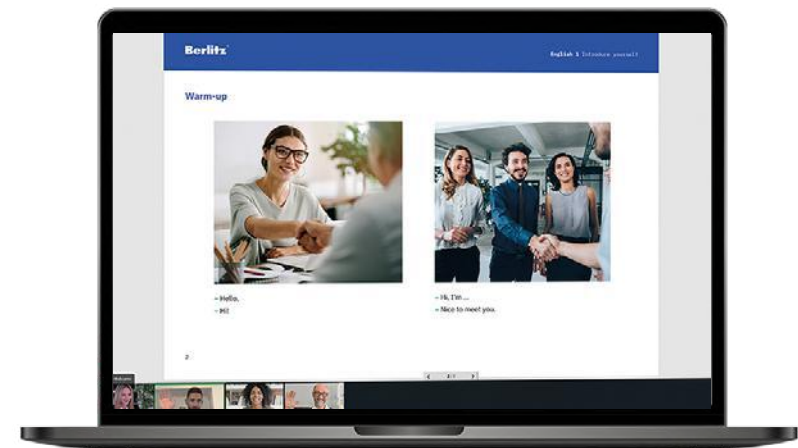 Berlitz
English 1 Introduce yourself
Warm-up
– Hello.
– Hi!
– Hi, I'm ...
– Nice to meet you.
2